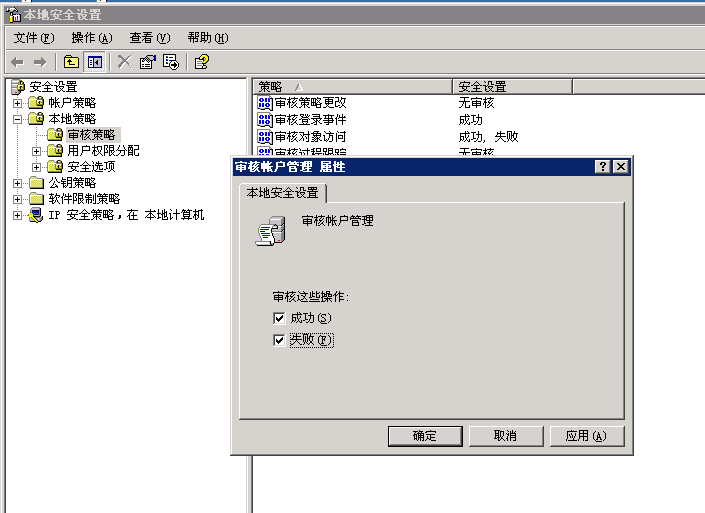 本地安全设置
文件(F) 操作(A) 查看(V) 帮助(H)
安全设置
帐户策略
本地策略
审核策略
用户权限分配
安全选项
公钥策略
软件限制策略
IP 安全策略，在 本地计算机
策略 安全设置
审核策略更改 无审核
审核登录事件 成功
审核对象访问 成功, 失败
审核过程跟踪 无审核
审核帐户管理 属性
本地安全设置
审核帐户管理
审核这些操作:
成功(S)
失败(F)
确定 取消 应用(A)